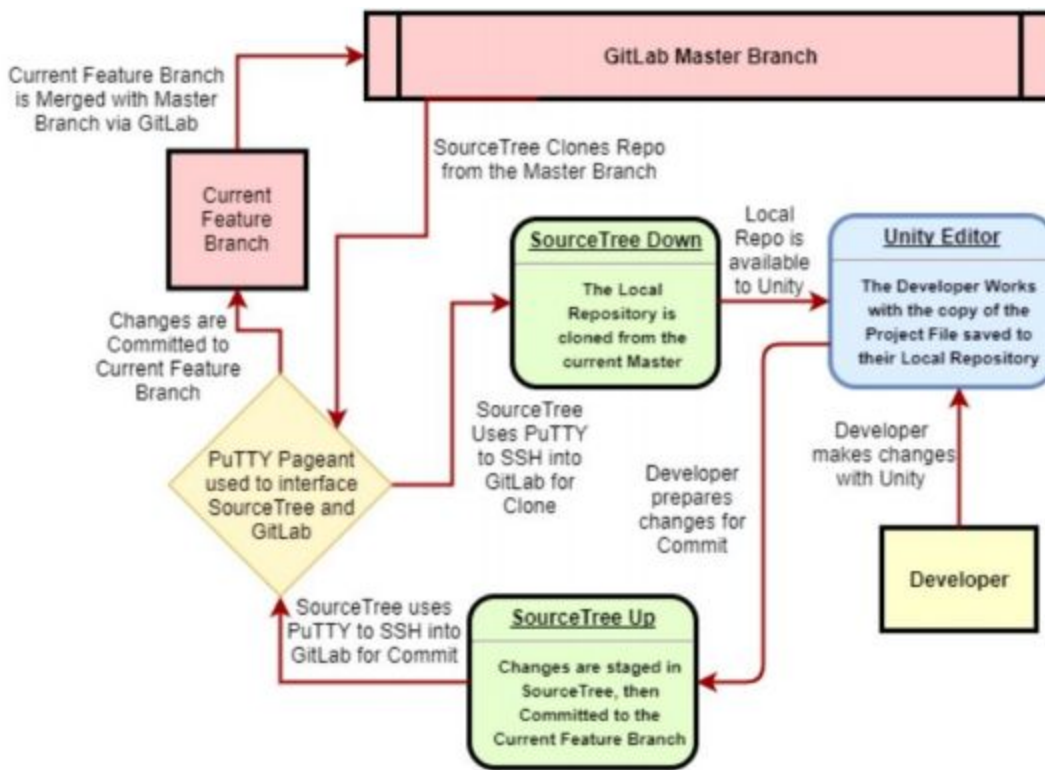 GitLab Master Branch
Current Feature Branch
is Merged with Master
Branch via GitLab
SourceTree Clones Repo
from the Master Branch
Current
Feature
Branch
SourceTree Down
The Local
Repository is
cloned from the
current Master
Local
Repo is
available
to Unity
Unity Editor
The Developer Works
with the copy of the
Project File saved to
their Local Repository
Changes are
Committed to
Current Feature
Branch
SourceTree
Uses PuTTY
to SSH into
GitLab for
Clone
Developer
makes changes
with Unity
PuTTY Pageant
used to interface
SourceTree and
GitLab
Developer
prepares
changes for
Commit
Developer
SourceTree uses
PuTTY to SSH into
GitLab for Commit
SourceTree Up
Changes are staged in
SourceTree, then
Committed to the
Current Feature Branch